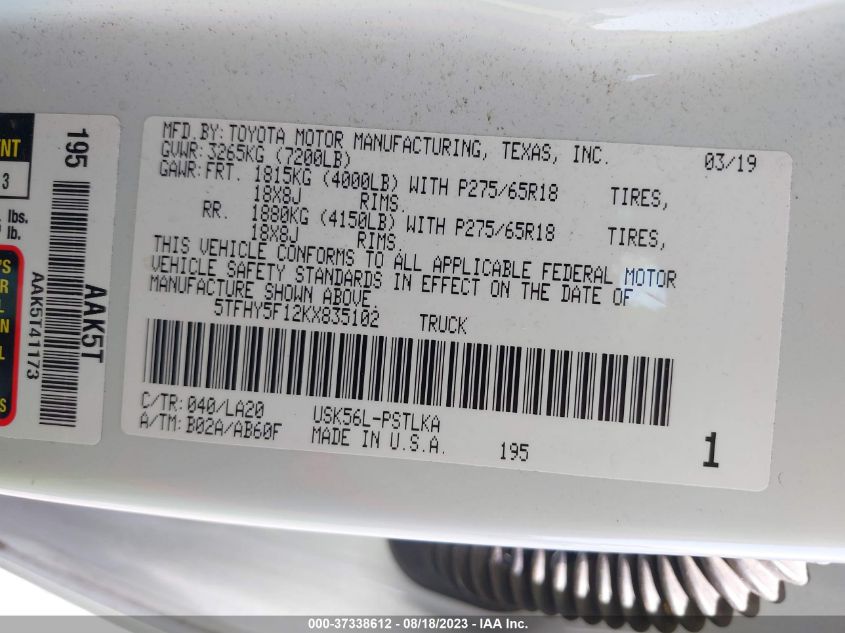 NT
3
lbs.
lb.
'S
R
L
N
L
S
195
AAK5T
AAK5T41173
MFD.BY: TOYOTA MOTOR MANUFACTURING, TEXAS, INC. 03/19
GVWR: 3265KG (7200LB)
GAWR: FRT. 1815KG (4000LB) WITH P275/65R18 TIRES,
18X8J RIMS.
RR. 1880KG (4150LB) WITH P275/65R18 TIRES,
18X8J RIMS.
THIS VEHICLE CONFORMS TO ALL APPLICABLE FEDERAL MOTOR
VEHICLE SAFETY STANDARDS IN EFFECT ON THE DATE OF
MANUFACTURE SHOWN ABOVE.
5TFHY5F12KX835102 TRUCK
C/TR: 040/LA20 USK56L-PSTLKA
A/TM: B02A/AB60F MADE IN U.S.A. 195 1
000-37338612 - 08/18/2023 - IAA Inc.